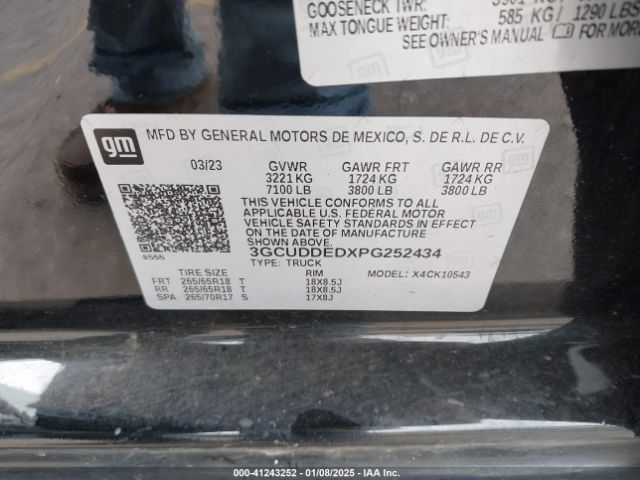 GOOSENECK TWR:
MAX TONGUE WEIGHT: 585 KG/ 1290 LBS
SEE OWNER'S MANUAL FOR MORE
gm
MFD BY GENERAL MOTORS DE MEXICO, S. DE R.L. DE C.V.
03/23 GVWR GAWR FRT GAWR RR
3221 KG 1724 KG 1724 KG
7100 LB 3800 LB 3800 LB
THIS VEHICLE CONFORMS TO ALL
APPLICABLE U.S. FEDERAL MOTOR
VEHICLE SAFETY STANDARDS IN
EFFECT ON THE DATE OF MANUFACTURE
SHOWN ABOVE.
8555 3GCUDDEDXPG252434
TYPE: TRUCK
TIRE SIZE RIM MODEL: X4CK10543
FRT 265/65R18 T 18X8.5J
RR 265/65R18 T 18X8.5J
SPA 265/70R17 S 17X8J
000-41243252 | 01/08/2025 - IAA Inc.